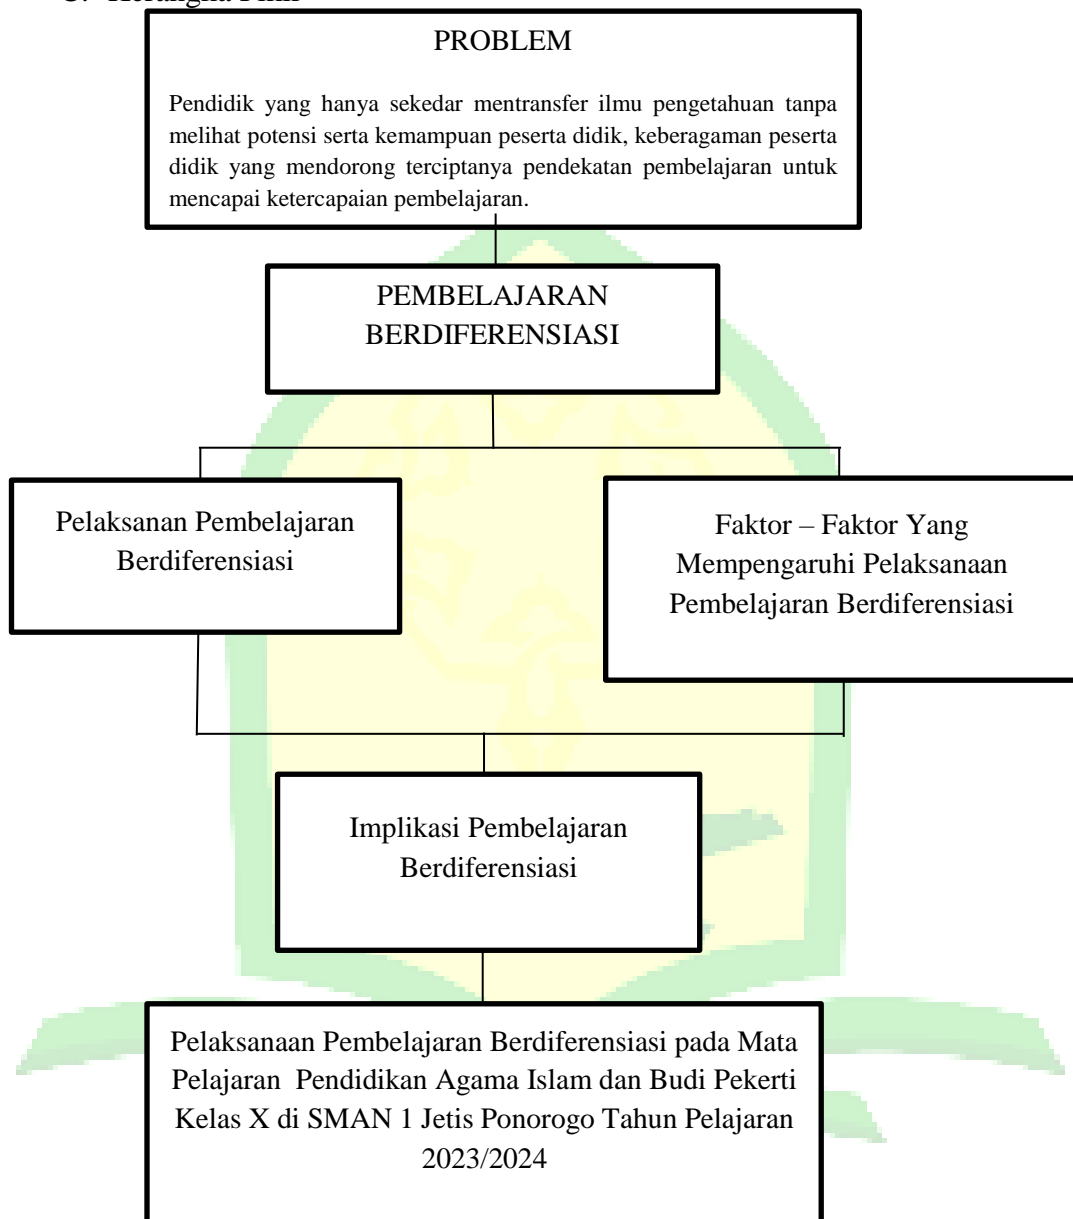 PROBLEM
Pendidik yang hanya sekedar mentransfer ilmu pengetahuan tanpa
melihat potensi serta kemampuan peserta didik, keberagaman peserta
didik yang mendorong terciptanya pendekatan pembelajaran untuk
mencapai ketercapaian pembelajaran.
PEMBELAJARAN
BERDIFERENSIASI
Pelaksanan Pembelajaran
Berdiferensiasi
Faktor – Faktor Yang
Mempengaruhi Pelaksanaan
Pembelajaran Berdiferensiasi
Implikasi Pembelajaran
Berdiferensiasi
Pelaksanaan Pembelajaran Berdiferensiasi pada Mata
Pelajaran Pendidikan Agama Islam dan Budi Pekerti
Kelas X di SMAN 1 Jetis Ponorogo Tahun Pelajaran
2023/2024